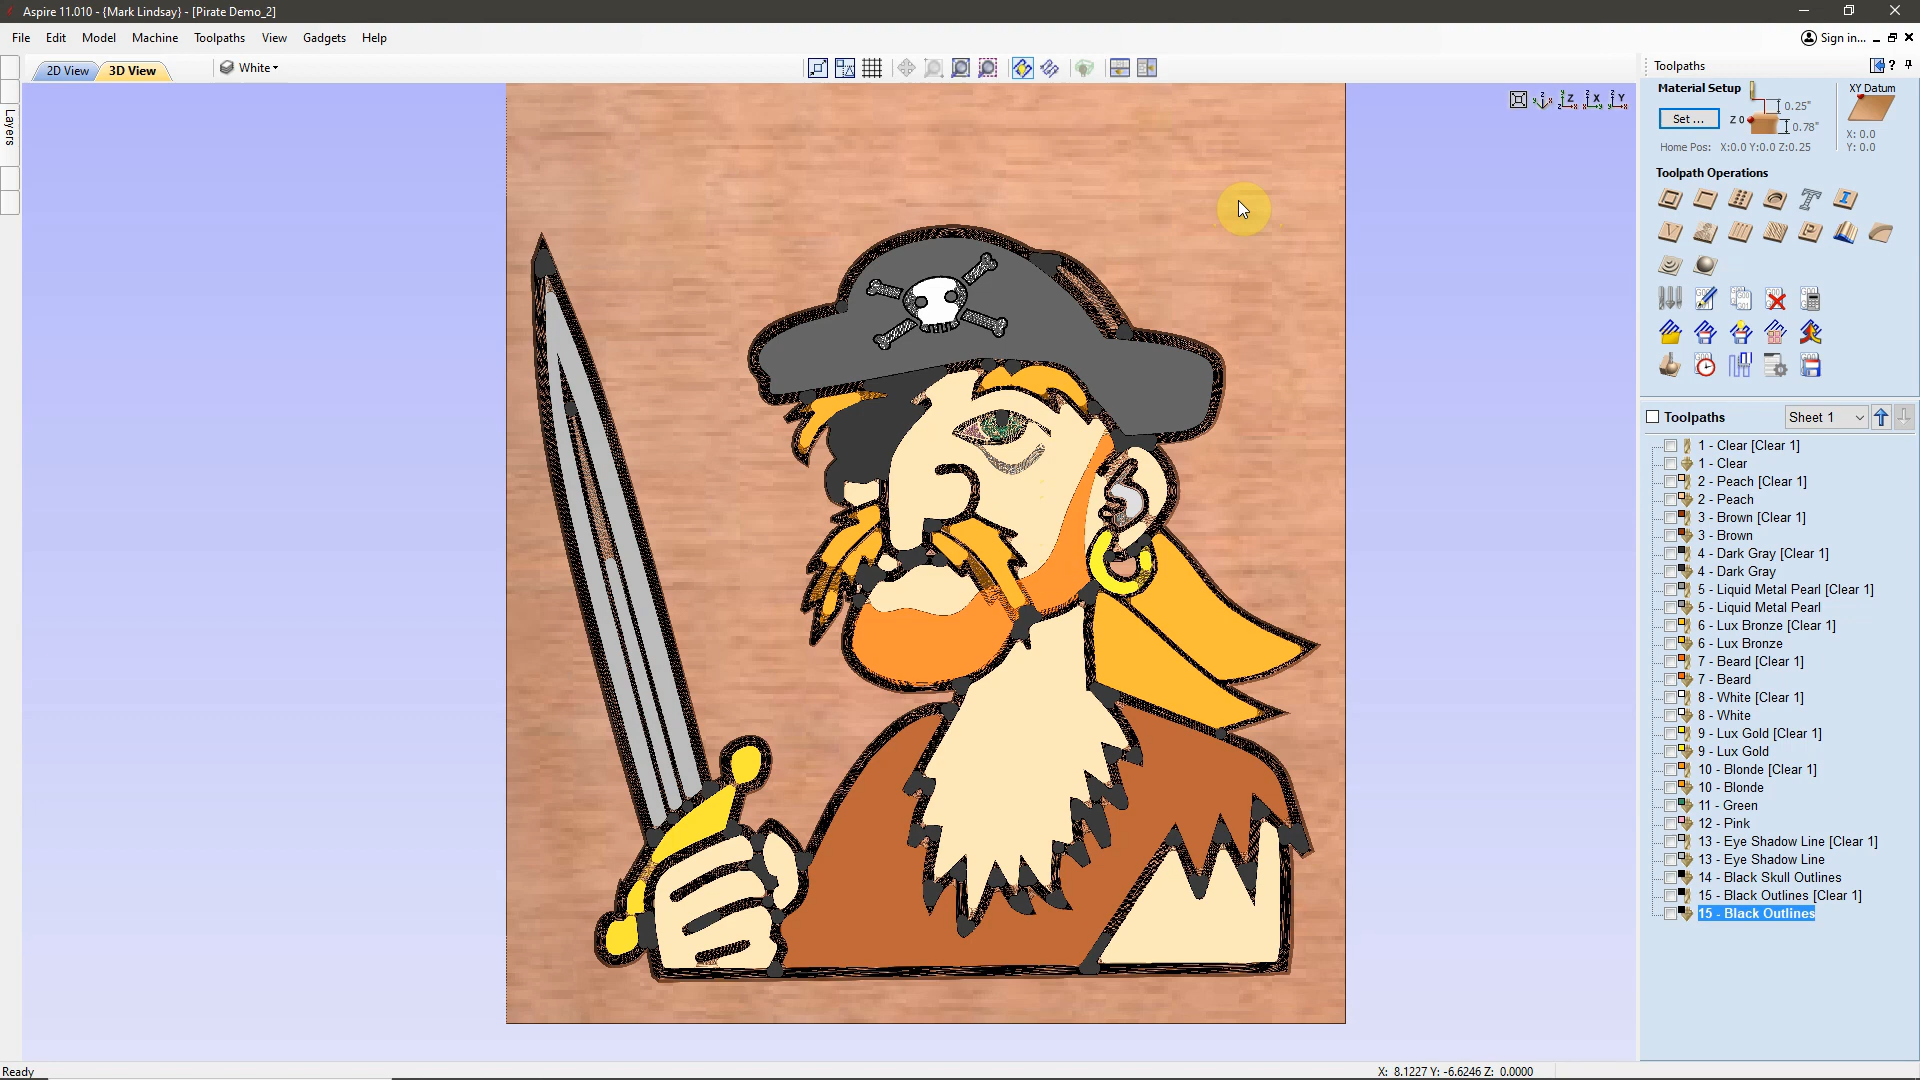 Aspire 11.010 - {Mark Lindsay} - [Pirate Demo_2]
File Edit Model Machine Toolpaths View Gadgets Help
Sign in...
2D View 3D View White
Layers
Toolpaths
Material Setup
Set ...
Z 0
0.25"
0.78"
XY Datum
X: 0.0
Y: 0.0
Home Pos: X:0.0 Y:0.0 Z:0.25
Z X Y
Toolpath Operations
Toolpaths Sheet 1
1 - Clear [Clear 1]
1 - Clear
2 - Peach [Clear 1]
2 - Peach
3 - Brown [Clear 1]
3 - Brown
4 - Dark Gray [Clear 1]
4 - Dark Gray
5 - Liquid Metal Pearl [Clear 1]
5 - Liquid Metal Pearl
6 - Lux Bronze [Clear 1]
6 - Lux Bronze
7 - Beard [Clear 1]
7 - Beard
8 - White [Clear 1]
8 - White
9 - Lux Gold [Clear 1]
9 - Lux Gold
10 - Blonde [Clear 1]
10 - Blonde
11 - Green
12 - Pink
13 - Eye Shadow Line [Clear 1]
13 - Eye Shadow Line
14 - Black Skull Outlines
15 - Black Outlines [Clear 1]
15 - Black Outlines
Ready
X: 8.1227 Y: -6.6246 Z: 0.0000